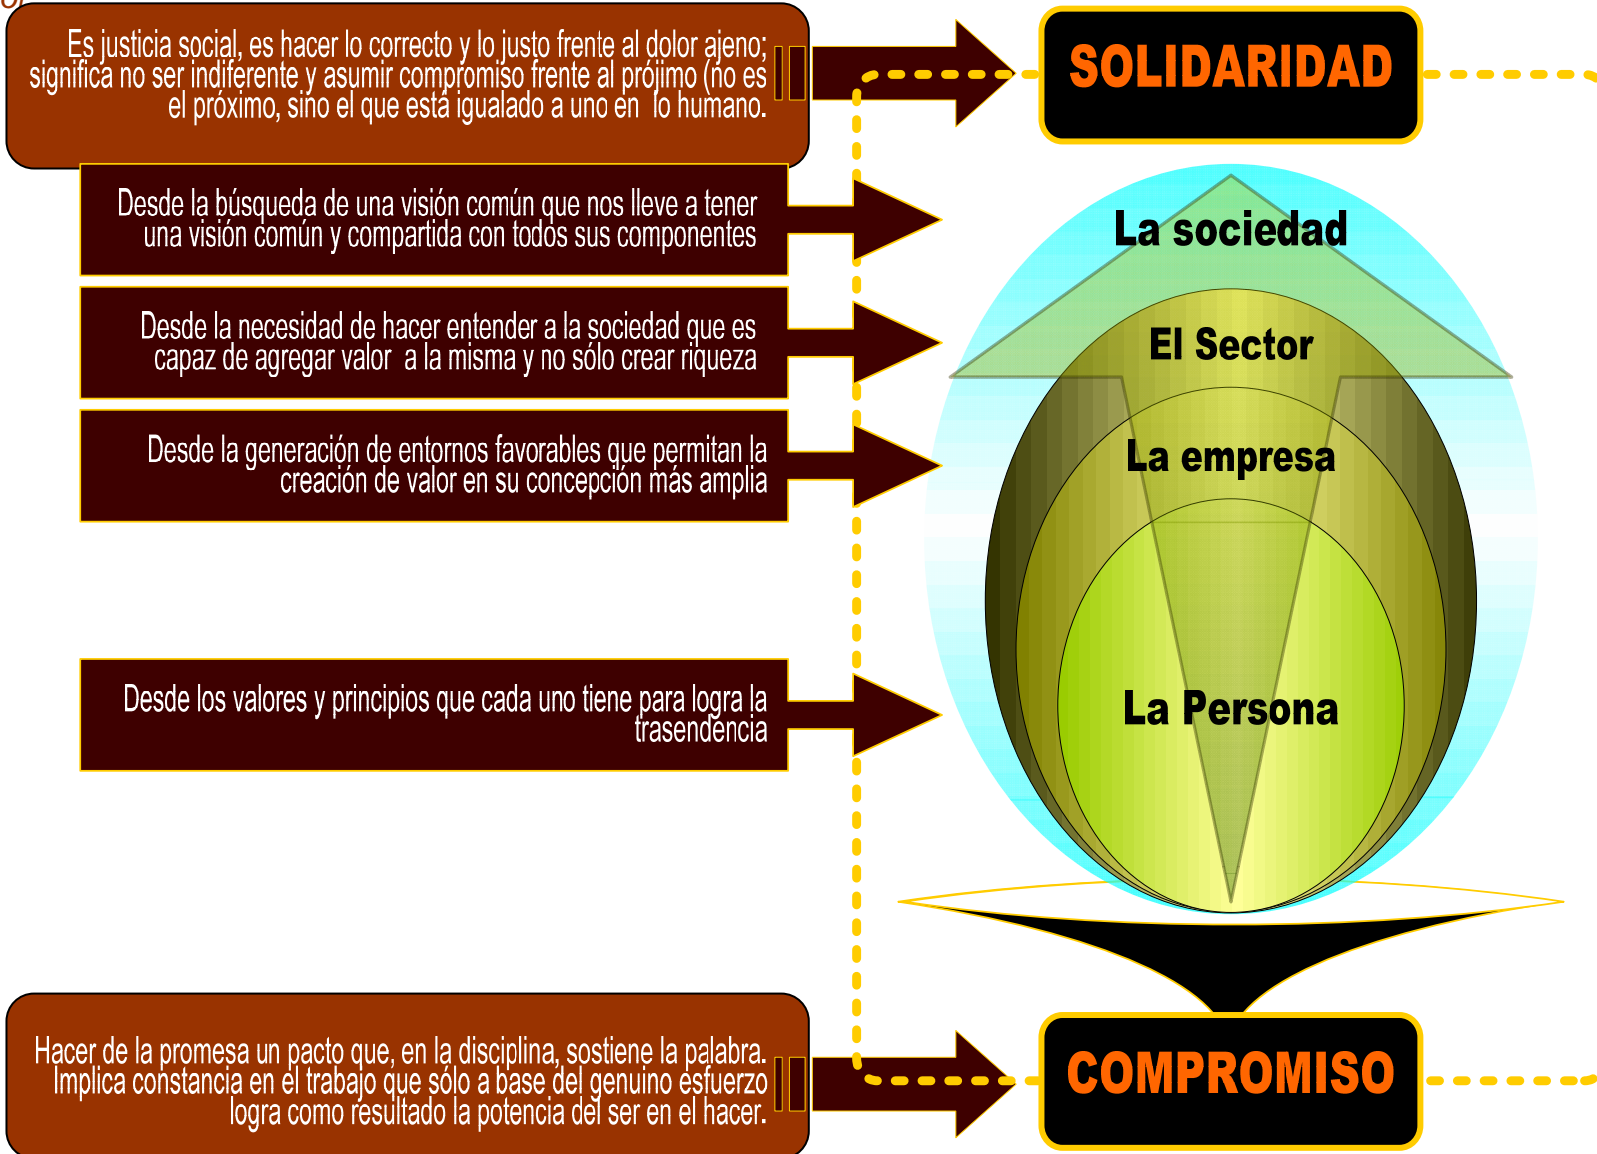 Es justicia social, es hacer lo correcto y lo justo frente al dolor ajeno;
significa no ser indiferente y asumir compromiso frente al prójimo (no es
el próximo, sino el que está igualado a uno en lo humano.
SOLIDARIDAD
Desde la búsqueda de una visión común que nos lleve a tener
una visión común y compartida con todos sus componentes
La sociedad
Desde la necesidad de hacer entender a la sociedad que es
capaz de agregar valor a la misma y no sólo crear riqueza
El Sector
Desde la generación de entornos favorables que permitan la
creación de valor en su concepción más amplia
La empresa
Desde los valores y principios que cada uno tiene para logra la
trasendencia
La Persona
Hacer de la promesa un pacto que, en la disciplina, sostiene la palabra.
Implica constancia en el trabajo que sólo a base del genuino esfuerzo
logra como resultado la potencia del ser en el hacer.
COMPROMISO